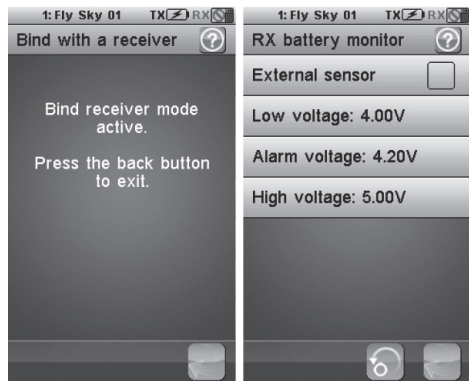 1: Fly Sky 01 TX RX
Bind with a receiver ?
Bind receiver mode
active.
Press the back button
to exit.
1: Fly Sky 01 TX RX
RX battery monitor ?
External sensor
Low voltage: 4.00V
Alarm voltage: 4.20V
High voltage: 5.00V